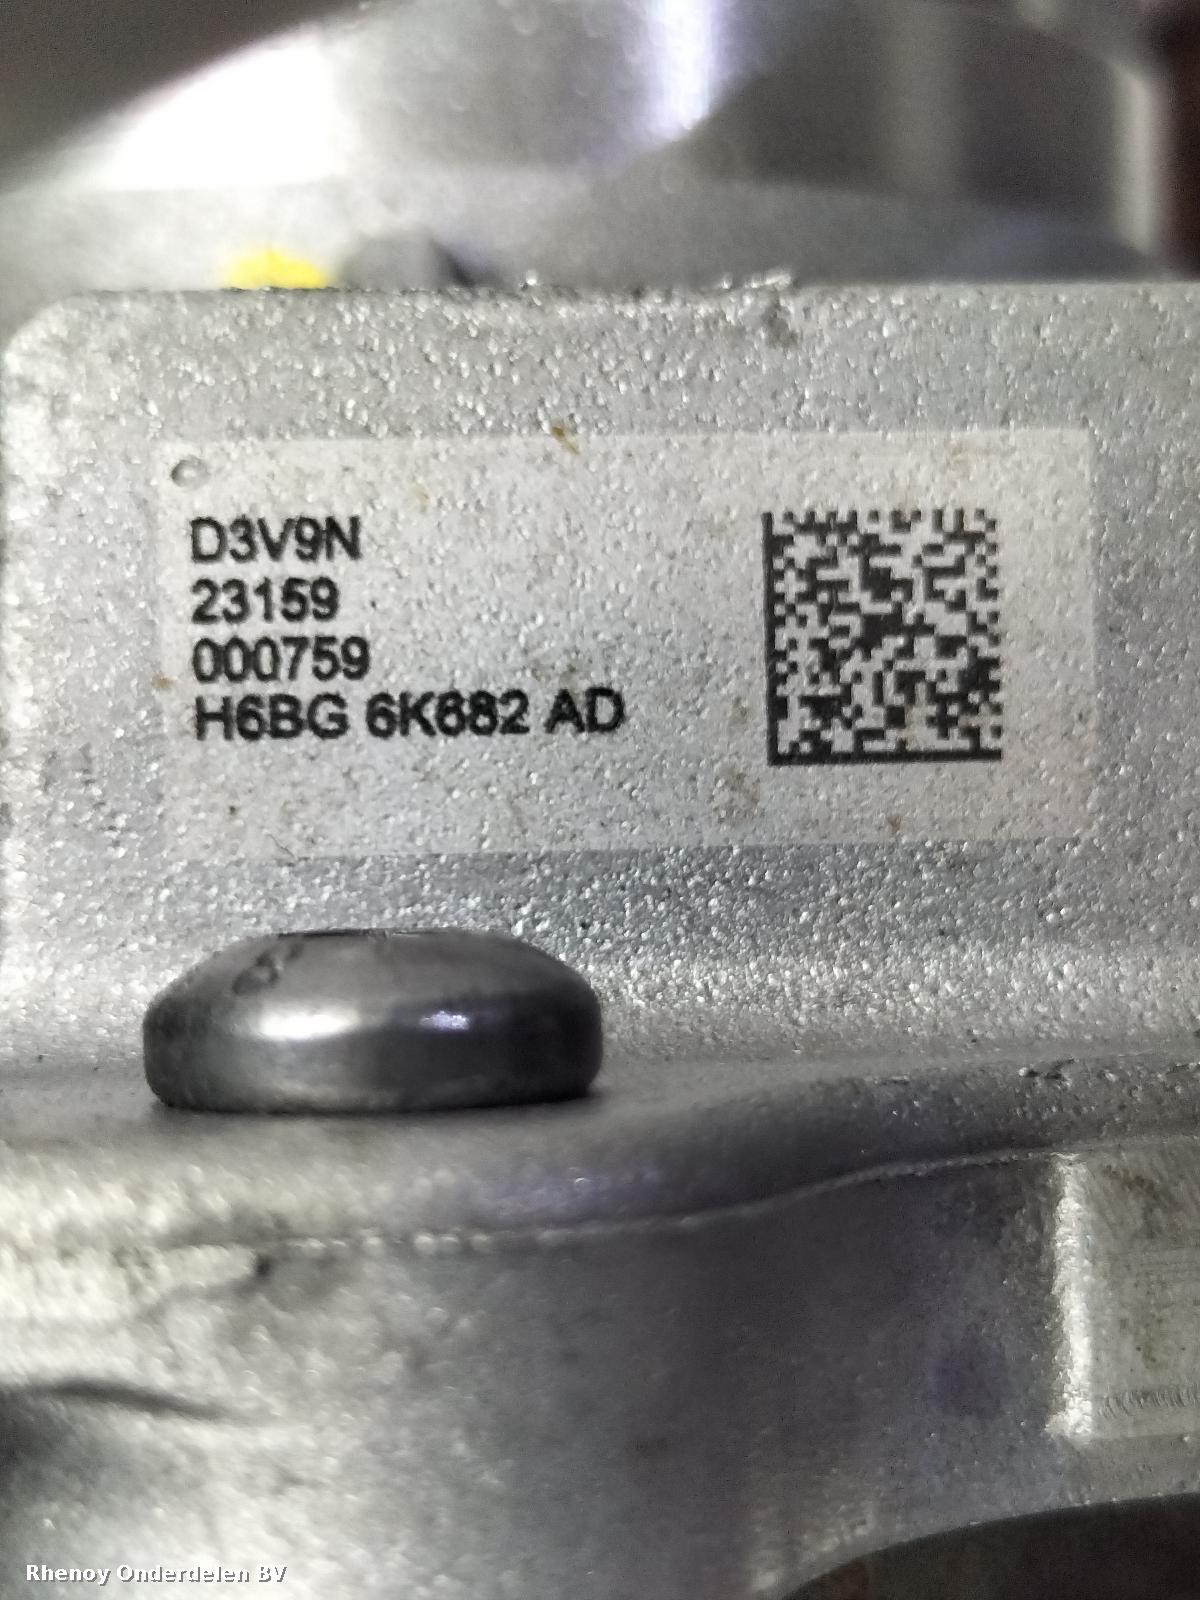 D3V9N
23159
000759
H6BG 6K682 AD
Rhenoy Onderdelen BV